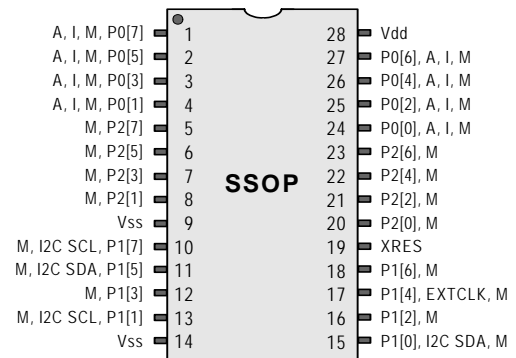 A, I, M, P0[7] 1 28 Vdd
A, I, M, P0[5] 2 27 P0[6], A, I, M
A, I, M, P0[3] 3 26 P0[4], A, I, M
A, I, M, P0[1] 4 25 P0[2], A, I, M
M, P2[7] 5 24 P0[0], A, I, M
M, P2[5] 6 23 P2[6], M
M, P2[3] 7 22 P2[4], M
SSOP
M, P2[1] 8 21 P2[2], M
Vss 9 20 P2[0], M
M, I2C SCL, P1[7] 10 19 XRES
M, I2C SDA, P1[5] 11 18 P1[6], M
M, P1[3] 12 17 P1[4], EXTCLK, M
M, I2C SCL, P1[1] 13 16 P1[2], M
Vss 14 15 P1[0], I2C SDA, M